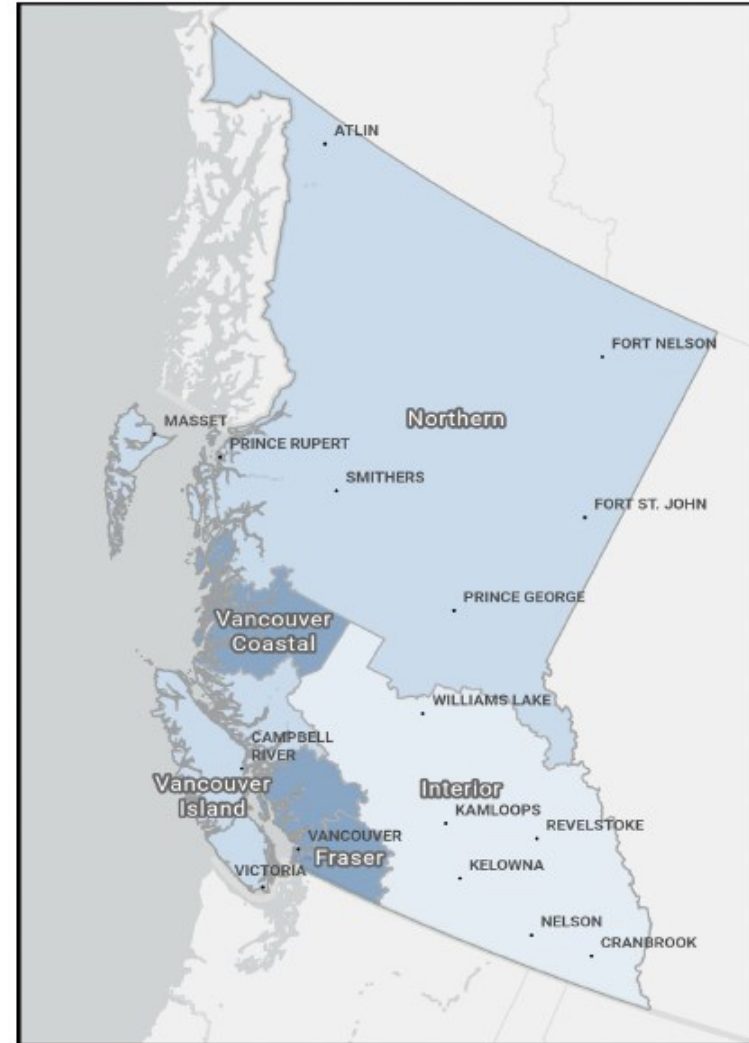 ATLIN
FORT NELSON
Northern
MASSET
PRINCE RUPERT
SMITHERS
FORT ST. JOHN
PRINCE GEORGE
Vancouver
Coastal
WILLIAMS LAKE
CAMPBELL
RIVER
Vancouver
Island
Interior
KAMLOOPS
REVELSTOKE
VANCOUVER
Fraser
KELOWNA
VICTORIA
NELSON
CRANBROOK